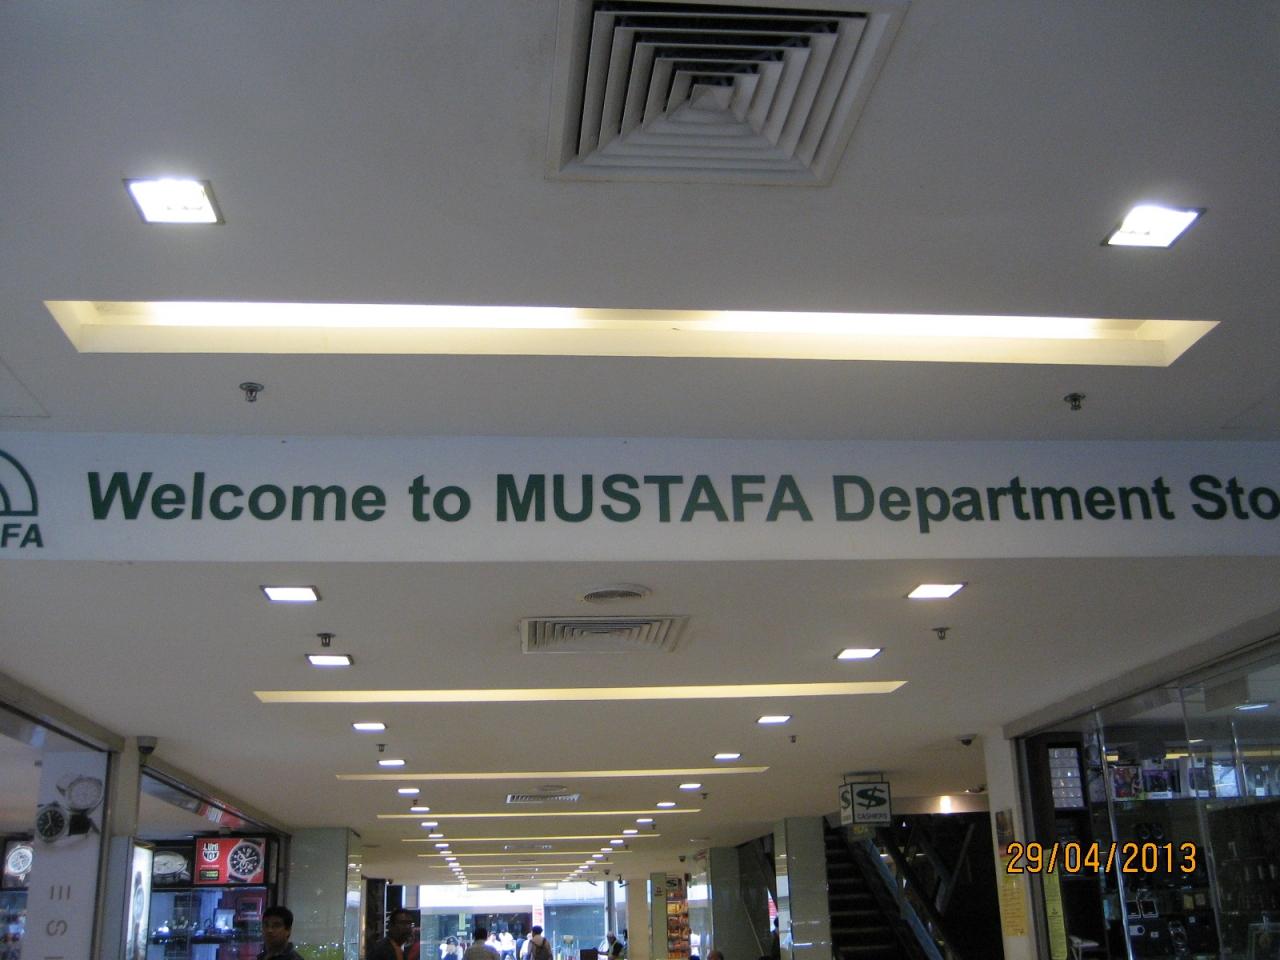 Welcome to MUSTAFA Department Sto
FA
$
CASHIERS
29/04/2013